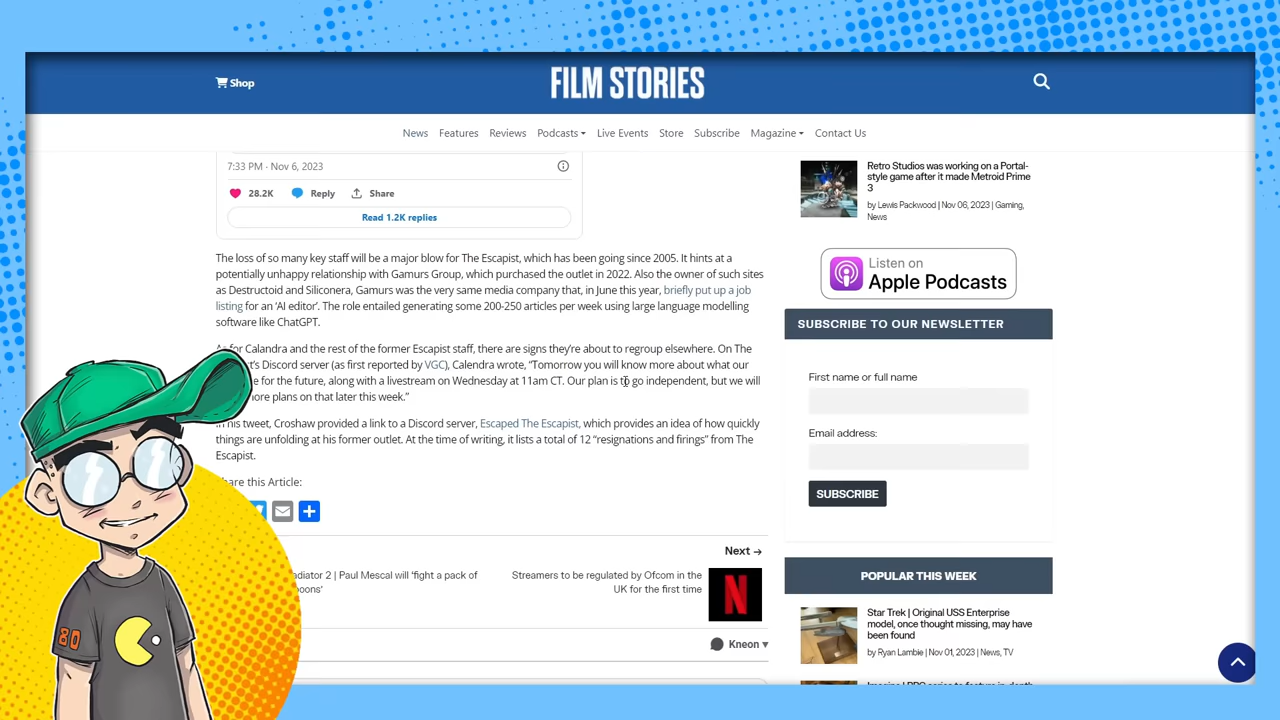 Shop
FILM STORIES
News Features Reviews Podcasts Live Events Store Subscribe Magazine Contact Us
7:33 PM · Nov 6, 2023
28.2K Reply Share
Read 1.2K replies
The loss of so many key staff will be a major blow for The Escapist, which has been going since 2005. It hints at a
potentially unhappy relationship with Gamurs Group, which purchased the outlet in 2022. Also the owner of such sites
as Destructoid and Siliconera, Gamurs was the very same media company that, in June this year, briefly put up a job
listing for an ‘AI editor’. The role entailed generating some 200-250 articles per week using large language modelling
software like ChatGPT.
As for Calandra and the rest of the former Escapist staff, there are signs they’re about to regroup elsewhere. On The
’s Discord server (as first reported by VGC), Calendra wrote, “Tomorrow you will know more about what our
for the future, along with a livestream on Wednesday at 11am CT. Our plan is to go independent, but we will
more plans on that later this week.”
In his tweet, Croshaw provided a link to a Discord server, Escaped The Escapist, which provides an idea of how quickly
things are unfolding at his former outlet. At the time of writing, it lists a total of 12 “resignations and firings” from The
Escapist.
Share this Article:
Next →
2 | Paul Mescal will ‘fight a pack of
Streamers to be regulated by Ofcom in the
UK for the first time
N
Kneon
Retro Studios was working on a Portal-
style game after it made Metroid Prime
3
by Lewis Packwood | Nov 06, 2023 | Gaming,
News
Listen on
Apple Podcasts
SUBSCRIBE TO OUR NEWSLETTER
First name or full name
Email address:
SUBSCRIBE
POPULAR THIS WEEK
Star Trek | Original USS Enterprise
model, once thought missing, may have
been found
by Ryan Lambie | Nov 01, 2023 | News, TV
80